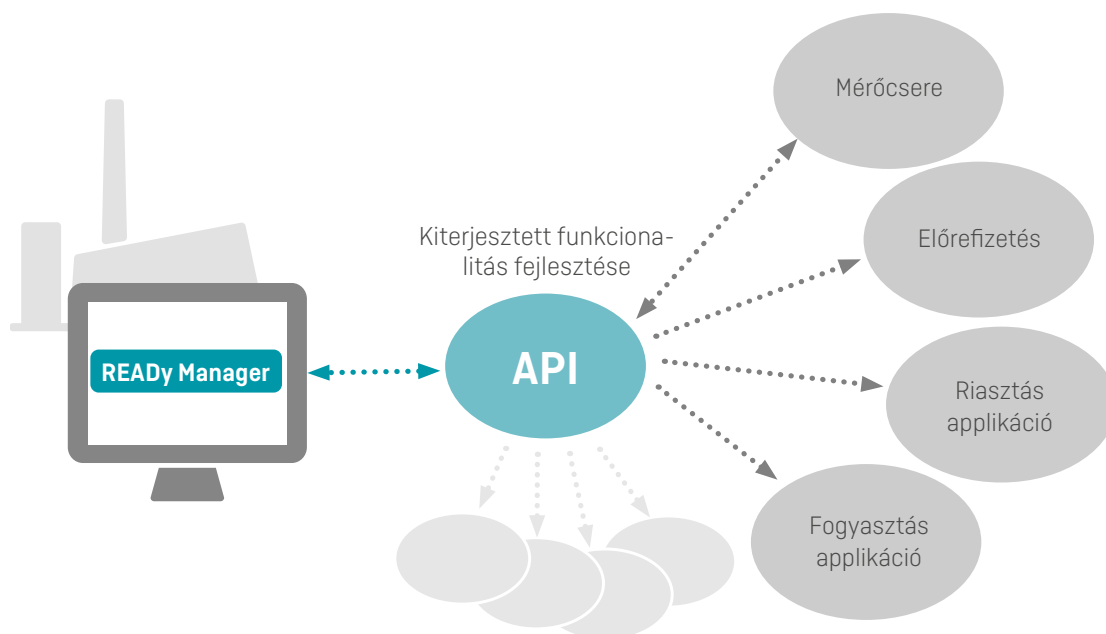 Mérőcsere
Kiterjesztett funkciona-
litás fejlesztése
Előrefizetés
READy Manager
API
Riasztás
applikáció
Fogyasztás
applikáció